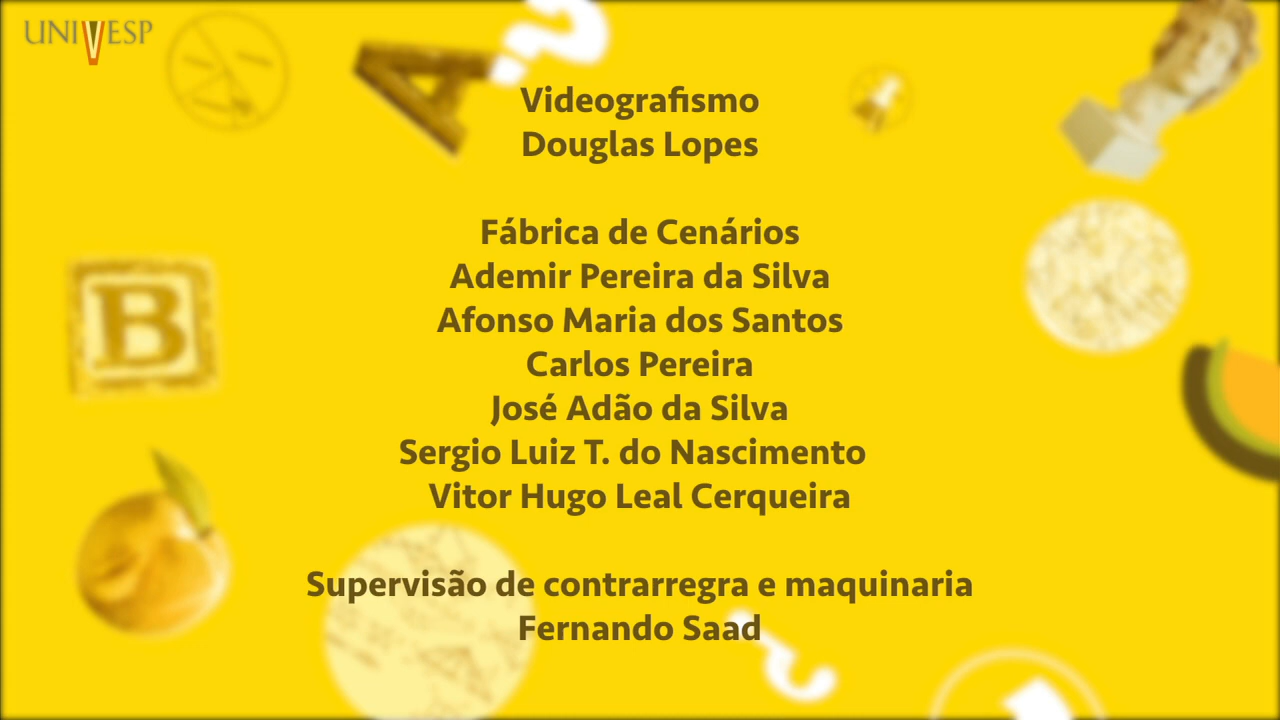 UNIVESP
Videografismo
Douglas Lopes
Fábrica de Cenários
Ademir Pereira da Silva
Afonso Maria dos Santos
Carlos Pereira
José Adão da Silva
Sergio Luiz T. do Nascimento
Vitor Hugo Leal Cerqueira
Supervisão de contrarregra e maquinaria
Fernando Saad
A
?
B
?